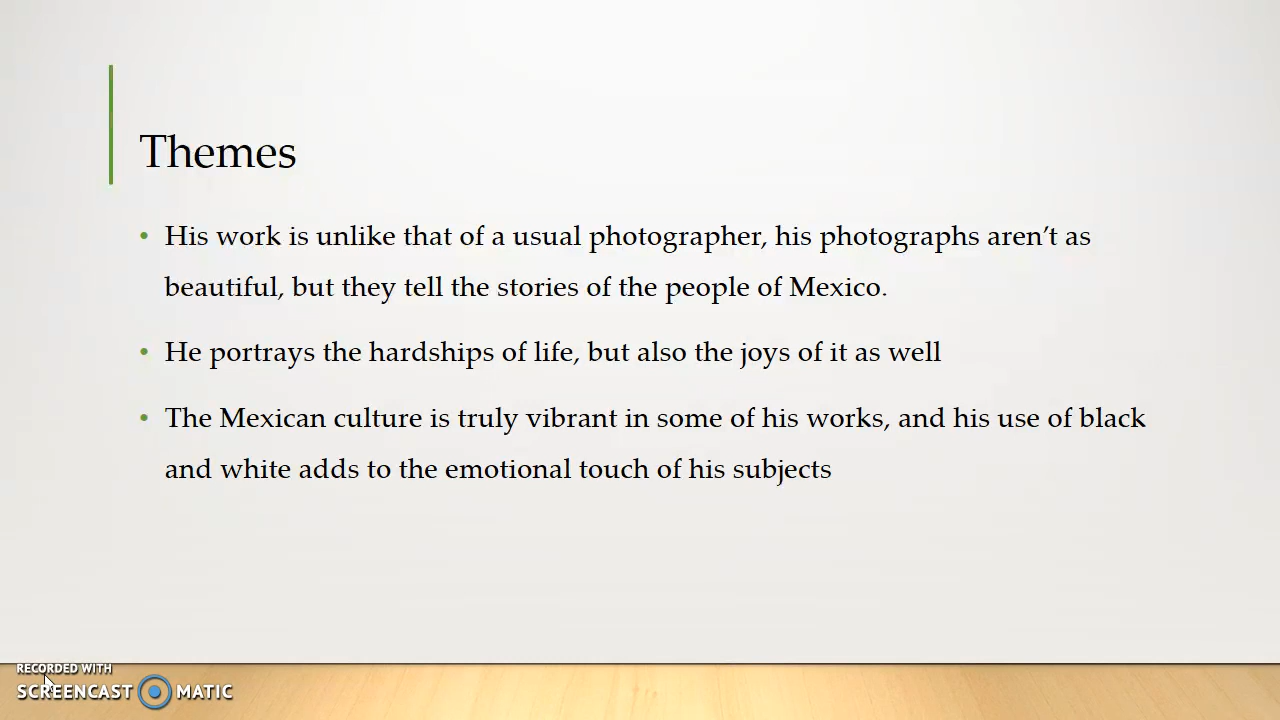 Themes
• His work is unlike that of a usual photographer, his photographs aren’t as
beautiful, but they tell the stories of the people of Mexico.
• He portrays the hardships of life, but also the joys of it as well
• The Mexican culture is truly vibrant in some of his works, and his use of black
and white adds to the emotional touch of his subjects
RECORDED WITH
SCREENCAST MATIC